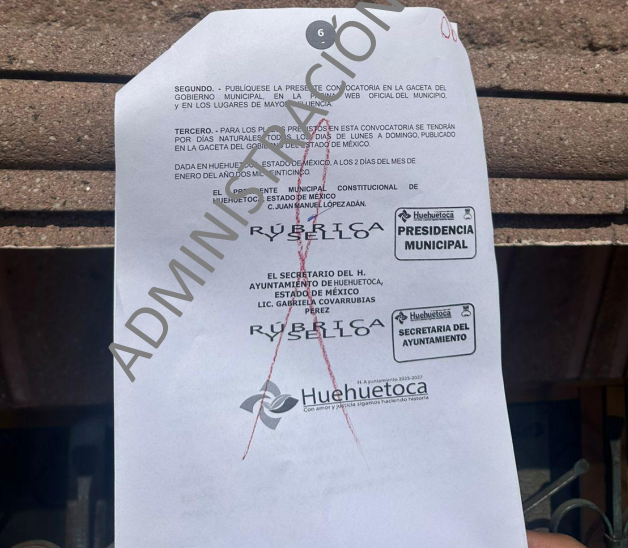 6
SEGUNDO. - PUBLÍQUESE LA PRESENTE CONVOCATORIA EN LA GACETA DEL
GOBIERNO MUNICIPAL, EN LA PÁGINA WEB OFICIAL DEL MUNICIPIO,
y EN LOS LUGARES DE MAYOR AFLUENCIA.
TERCERO. - PARA LOS PLAZOS PREVISTOS EN ESTA CONVOCATORIA SE TENDRÁN
POR DÍAS NATURALES TODOS LOS DÍAS DE LUNES A DOMINGO, PUBLICADO
EN LA GACETA DEL GOBIERNO DEL ESTADO DE MÉXICO.
DADA EN HUEHUETOCA, ESTADO DE MÉXICO, A LOS 2 DÍAS DEL MES DE
ENERO DEL AÑO DOS MIL VEINTICINCO.
EL PRESIDENTE MUNICIPAL CONSTITUCIONAL DE
HUEHUETOCA, ESTADO DE MÉXICO
C. JUAN MANUEL LÓPEZ ADÁN.
RÚBRICA
Y SELLO
Huehuetoca
PRESIDENCIA
MUNICIPAL
EL SECRETARIO DEL H.
AYUNTAMIENTO DE HUEHUETOCA,
ESTADO DE MÉXICO
LIC. GABRIELA COVARRUBIAS
PÉREZ
RÚBRICA
Y SELLO
Huehuetoca
SECRETARIA DEL
AYUNTAMIENTO
H. Ayuntamiento 2025-2027
Huehuetoca
Con amor y justicia sigamos haciendo historia
ADMINISTRACIÓN